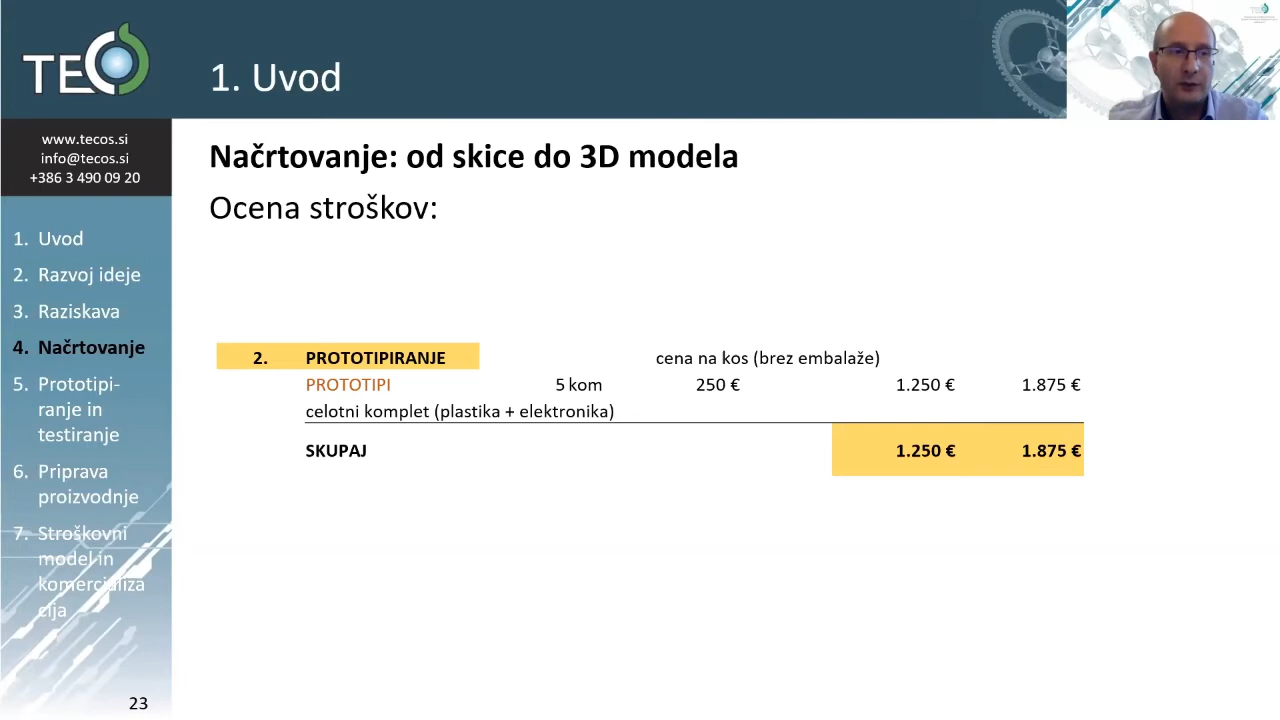 TECOS
1. Uvod
www.tecos.si
info@tecos.si
+386 3 490 09 20
1. Uvod
2. Razvoj ideje
3. Raziskava
4. Načrtovanje
5. Prototipi-
ranje in
testiranje
6. Priprava
proizvodnje
7. Stroškovni
model in
komercializa
cija
23
Načrtovanje: od skice do 3D modela
Ocena stroškov:
2. PROTOTIPIRANJE cena na kos (brez embalaže)
PROTOTIPI 5 kom 250 € 1.250 € 1.875 €
celotni komplet (plastika + elektronika)
SKUPAJ 1.250 € 1.875 €